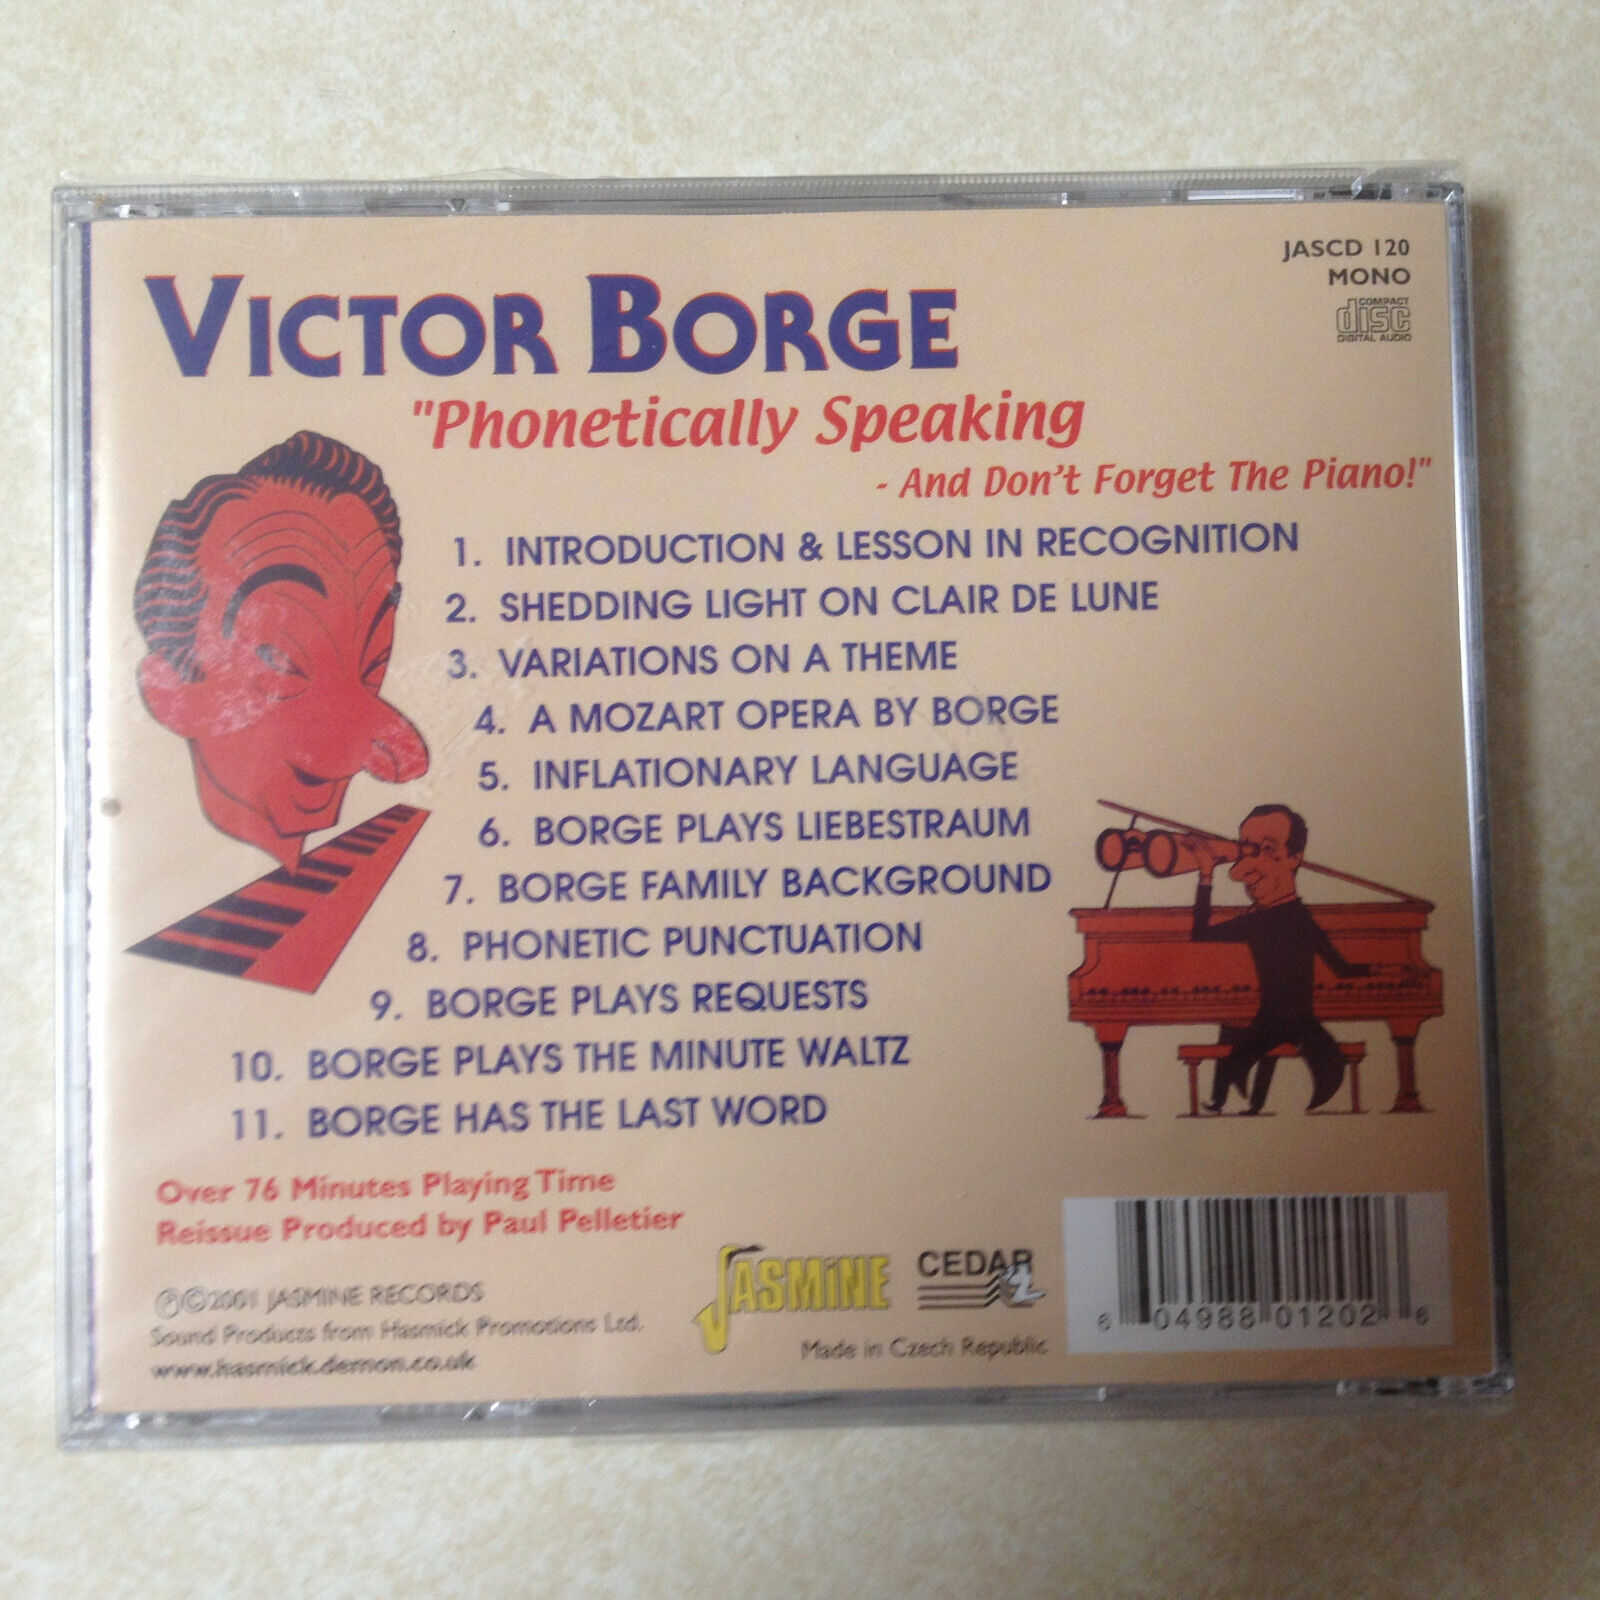 JASCD 120
MONO
COMPACT
disc
DIGITAL AUDIO
VICTOR BORGE
"Phonetically Speaking
- And Don't Forget The Piano!"
1. INTRODUCTION & LESSON IN RECOGNITION
2. SHEDDING LIGHT ON CLAIR DE LUNE
3. VARIATIONS ON A THEME
4. A MOZART OPERA BY BORGE
5. INFLATIONARY LANGUAGE
6. BORGE PLAYS LIEBESTRAUM
7. BORGE FAMILY BACKGROUND
8. PHONETIC PUNCTUATION
9. BORGE PLAYS REQUESTS
10. BORGE PLAYS THE MINUTE WALTZ
11. BORGE HAS THE LAST WORD
Over 76 Minutes Playing Time
Reissue Produced by Paul Pelletier
℗©2001 JASMINE RECORDS
Sound Products from Hasmick Promotions Ltd.
www.hasmick.demon.co.uk
JASMiNE
CEDAR
Made in Czech Republic
6 04988 01202 6